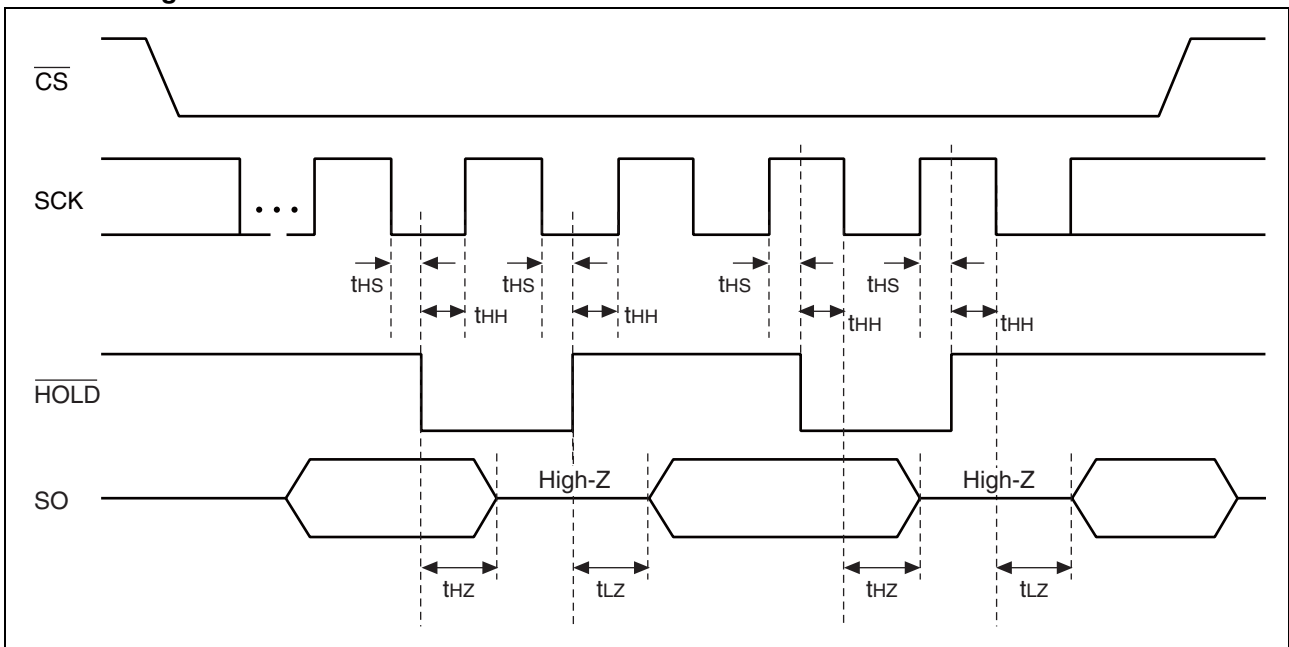 CS
SCK
...
tHS tHS tHS tHS
tHH tHH tHH tHH
HOLD
High-Z High-Z
SO
tHZ tLZ tHZ tLZ